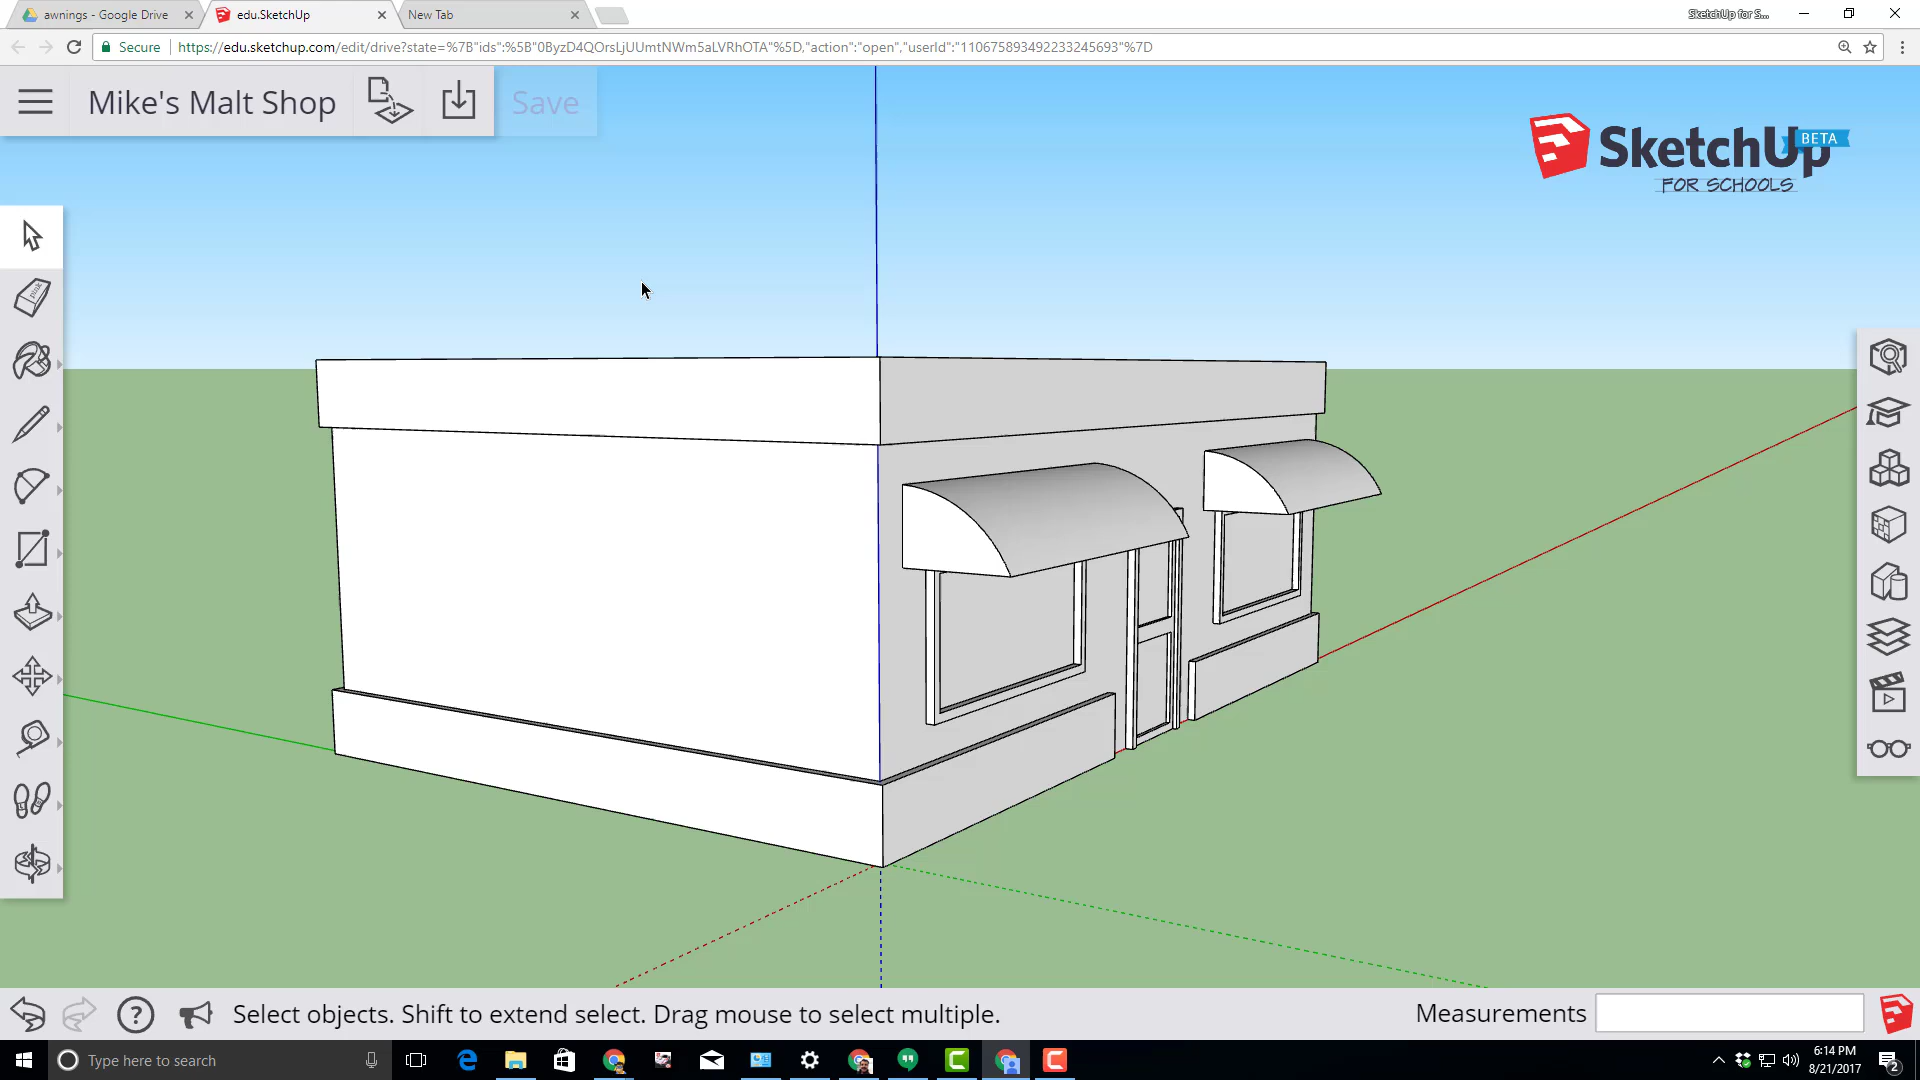 awnings - Google Drive
edu.SketchUp
New Tab
SketchUp for S...
Secure
https://edu.sketchup.com/edit/drive?state=%7B"ids":%5B"0ByzD4QOrsLjUUmtNWm5aLVRhOTA"%5D,"action":"open","userId":"110675893492233245693"%7D
Mike's Malt Shop
Save
SketchUp
BETA
FOR SCHOOLS
Select objects. Shift to extend select. Drag mouse to select multiple.
Measurements
Type here to search
6:14 PM
8/21/2017
2